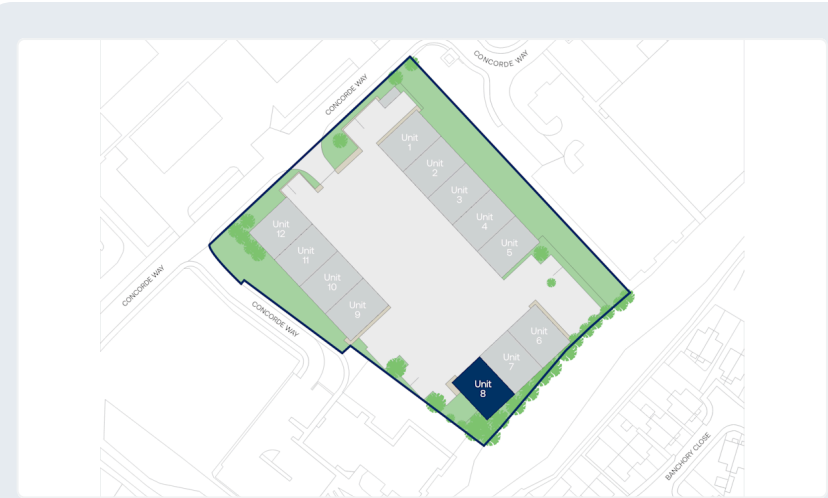 CONCORDE WAY
CONCORDE WAY
Unit
1
Unit
2
Unit
3
Unit
4
Unit
5
Unit
12
Unit
11
Unit
10
Unit
9
CONCORDE WAY
CONCORDE WAY
Unit
6
Unit
7
Unit
8
BANCHORY CLOSE